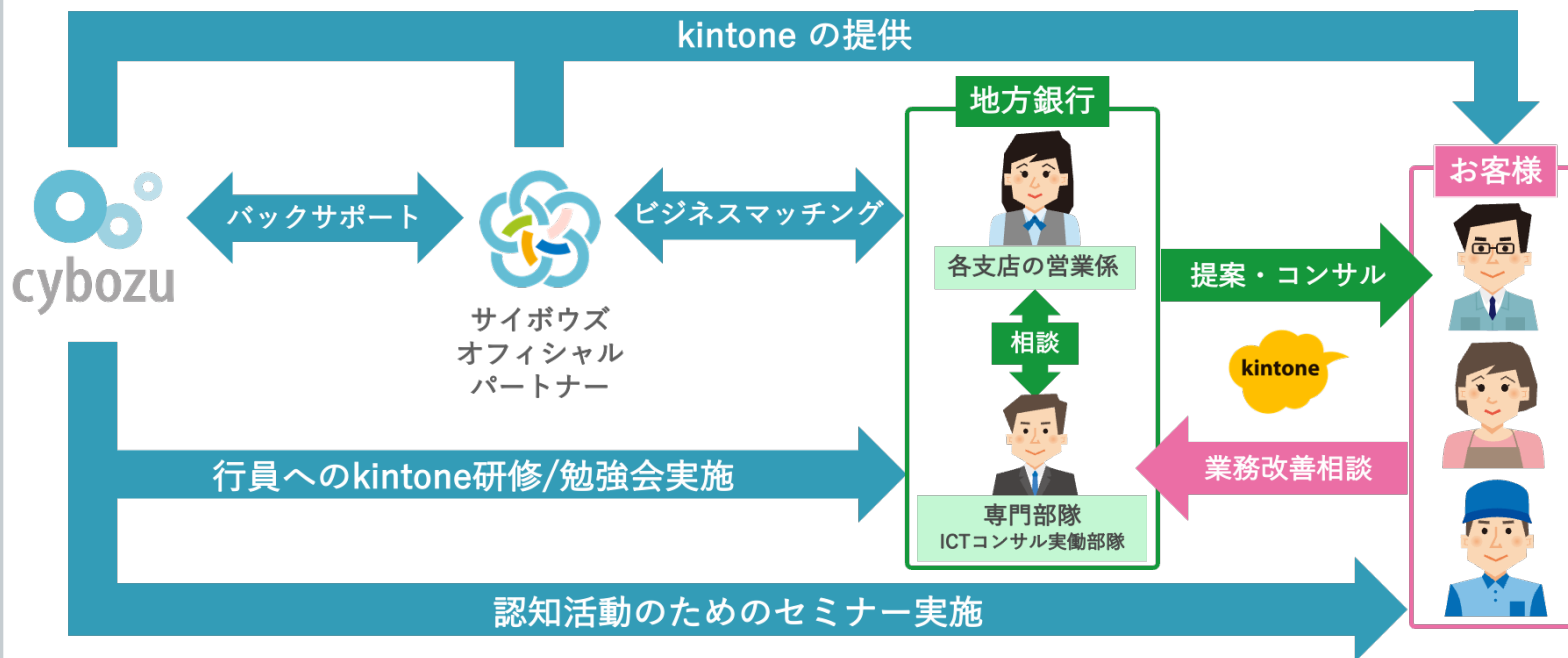 kintone の提供
地方銀行
お客様
バックサポート
ビジネスマッチング
cybozu
サイボウズ
オフィシャル
パートナー
各支店の営業係
提案・コンサル
相談
kintone
行員へのkintone研修/勉強会実施
業務改善相談
専門部隊
ICTコンサル実働部隊
認知活動のためのセミナー実施